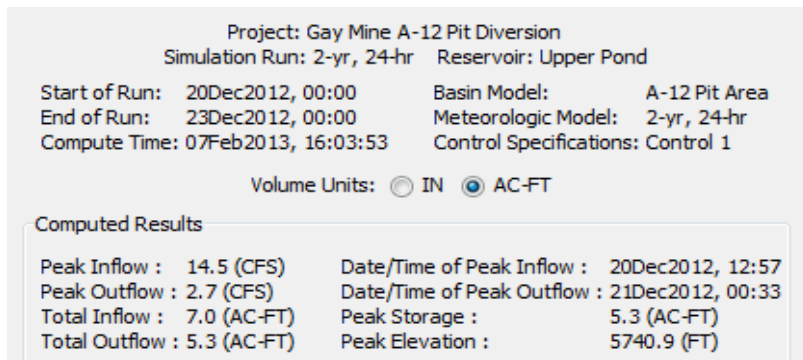 Project: Gay Mine A-12 Pit Diversion
Simulation Run: 2-yr, 24-hr Reservoir: Upper Pond
Start of Run: 20Dec2012, 00:00 Basin Model: A-12 Pit Area
End of Run: 23Dec2012, 00:00 Meteorologic Model: 2-yr, 24-hr
Compute Time: 07Feb2013, 16:03:53 Control Specifications: Control 1
Volume Units: IN AC-FT
Computed Results
Peak Inflow : 14.5 (CFS) Date/Time of Peak Inflow : 20Dec2012, 12:57
Peak Outflow : 2.7 (CFS) Date/Time of Peak Outflow : 21Dec2012, 00:33
Total Inflow : 7.0 (AC-FT) Peak Storage : 5.3 (AC-FT)
Total Outflow : 5.3 (AC-FT) Peak Elevation : 5740.9 (FT)